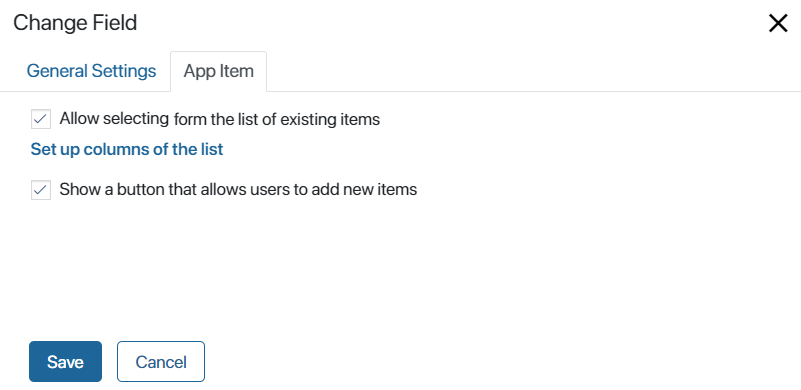 Change Field
General Settings
App Item
Allow selecting form the list of existing items
Set up columns of the list
Show a button that allows users to add new items
Save
Cancel